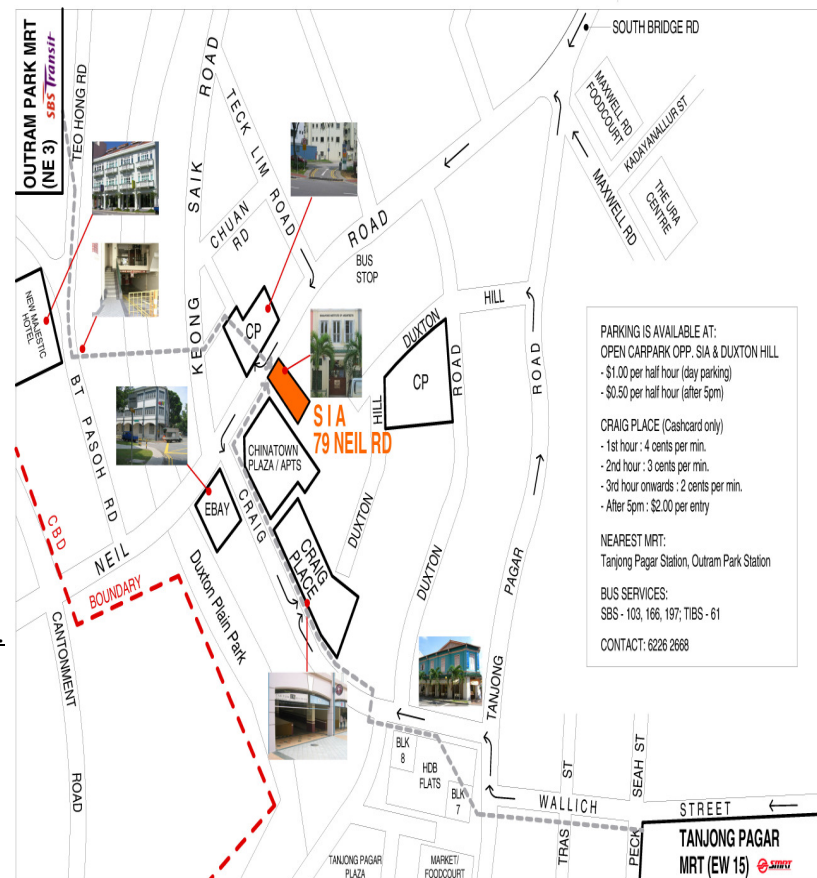 OUTRAM PARK MRT
(NE 3)
SBS Transit
TEO HONG RD
SOUTH BRIDGE RD
KEONG SAIK ROAD
TECK LIM ROAD
CHUAN
RD
MAXWELL RD
FOODCOURT
KADAYANALLUR ST
MAXWELL RD
THE URA
CENTRE
NEIL ROAD
BUS
STOP
NEW MAJESTIC
HOTEL
CP
DUXTON HILL
DUXTON HILL
CP
DUXTON ROAD
TANJONG PAGAR ROAD
SIA
79 NEIL RD
CHINATOWN
PLAZA / APTS
BT PASOH RD
EBAY
CRAIG
CRAIG
PLACE
CBD
BOUNDARY
Duxton Plain Park
CANTONMENT ROAD
PARKING IS AVAILABLE AT:
OPEN CARPARK OPP. SIA & DUXTON HILL
- $1.00 per half hour (day parking)
- $0.50 per half hour (after 5pm)
CRAIG PLACE (Cashcard only)
- 1st hour : 4 cents per min.
- 2nd hour : 3 cents per min.
- 3rd hour onwards : 2 cents per min.
- After 5pm : $2.00 per entry
NEAREST MRT:
Tanjong Pagar Station, Outram Park Station
BUS SERVICES:
SBS - 103, 166, 197; TIBS - 61
CONTACT: 6226 2668
BLK
8
HDB
FLATS
BLK
7
WALLICH STREET
TRAS ST
PECK SEAH ST
TANJONG PAGAR
MRT (EW 15)
SMRT
TANJONG PAGAR
PLAZA
MARKET/
FOODCOURT